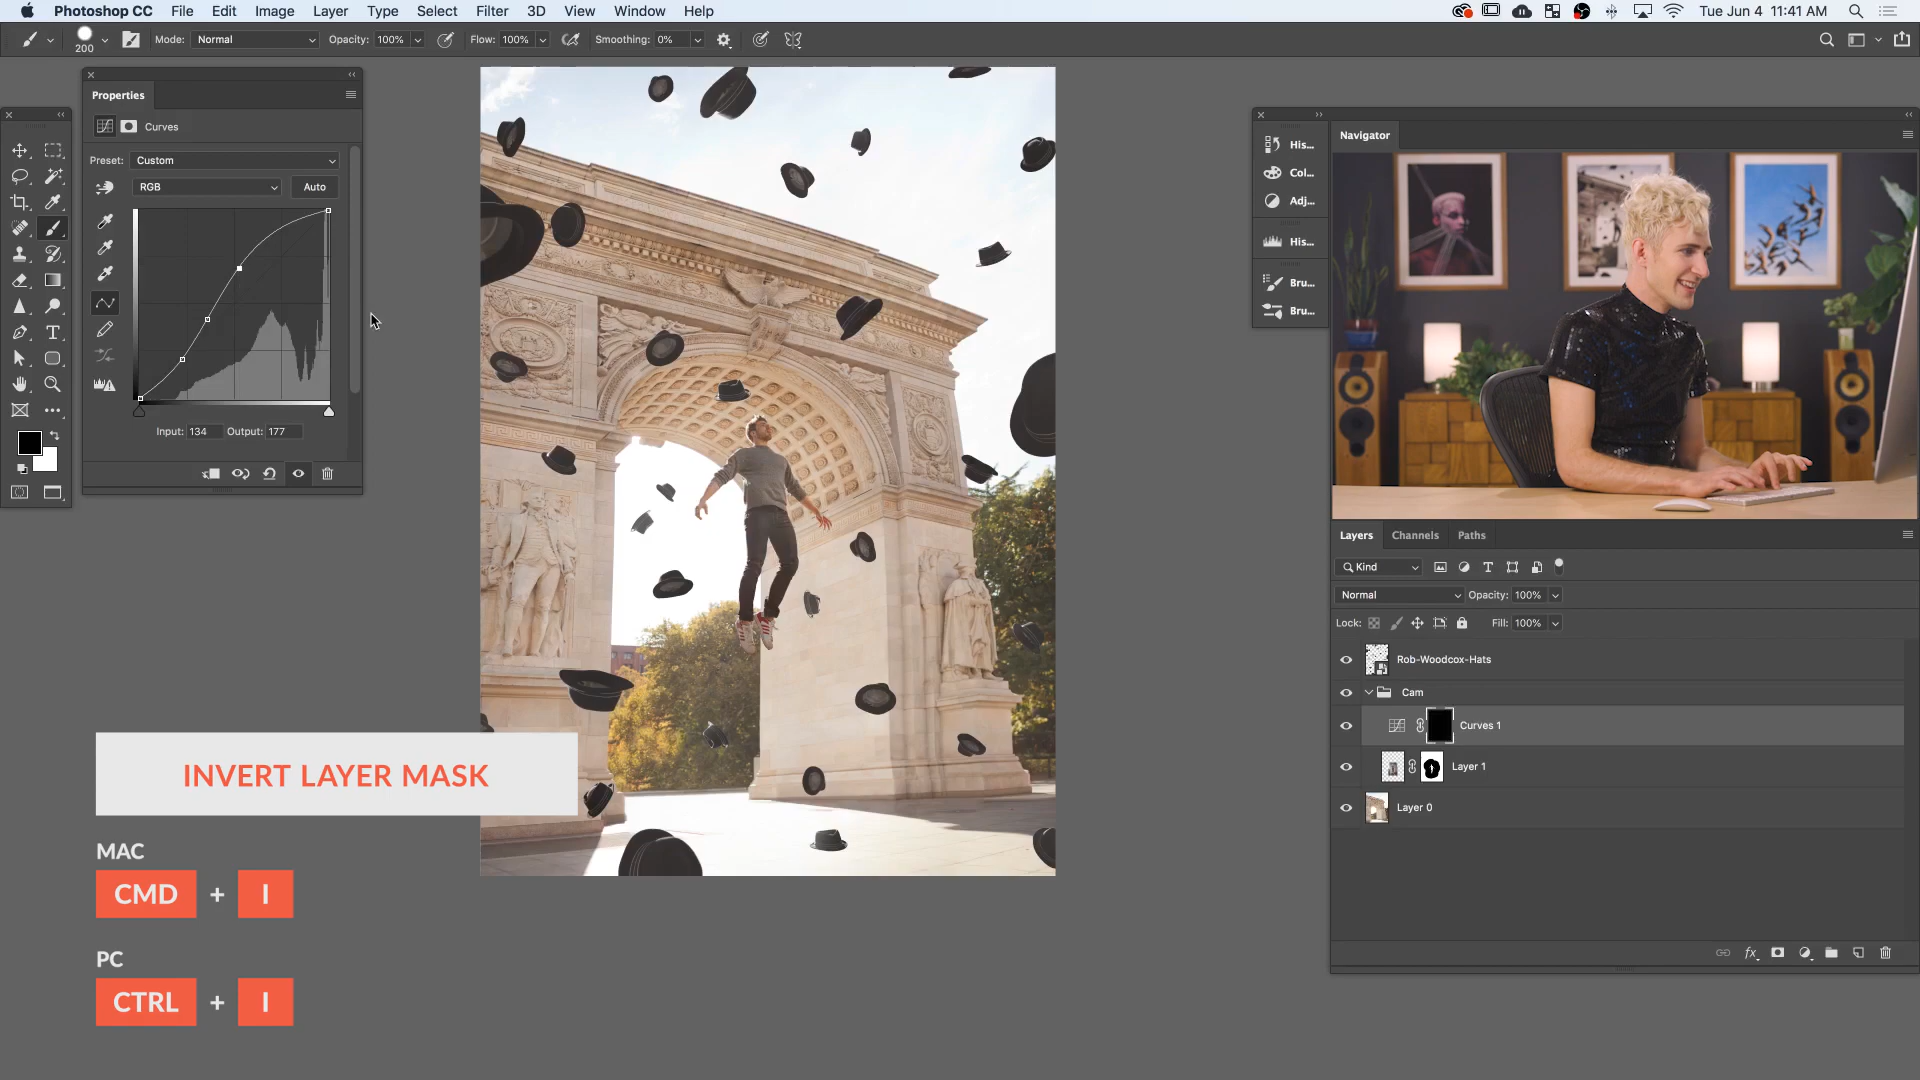 Photoshop CC File Edit Image Layer Type Select Filter 3D View Window Help Tue Jun 4 11:41 AM
200 Mode: Normal Opacity: 100% Flow: 100% Smoothing: 0%
Properties
Curves
Preset: Custom
RGB Auto
Input: 134 Output: 177
His...
Col...
Adj...
His...
Bru...
Bru...
Navigator
Layers Channels Paths
Kind
Normal Opacity: 100%
Lock: Fill: 100%
Rob-Woodcox-Hats
Cam
Curves 1
Layer 1
Layer 0
INVERT LAYER MASK
MAC
CMD + I
PC
CTRL + I